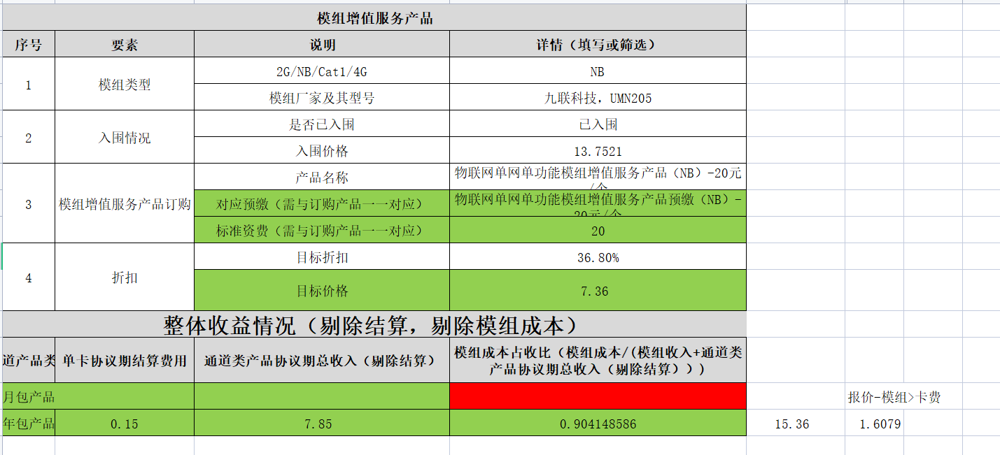 模组增值服务产品
序号 要素 说明 详情（填写或筛选）
1 模组类型 2G/NB/Cat1/4G NB
模组厂家及其型号 九联科技，UMN205
2 入围情况 是否已入围 已入围
入围价格 13.7521
3 模组增值服务产品订购 产品名称 物联网单网单功能模组增值服务产品（NB）-20元
/个
对应预缴（需与订购产品一一对应） 物联网单网单功能模组增值服务产品预缴（NB）-
20元/个
标准资费（需与订购产品一一对应） 20
4 折扣 目标折扣 36.80%
目标价格 7.36
整体收益情况（剔除结算，剔除模组成本）
道产品类 单卡协议期结算费用 通道类产品协议期总收入（剔除结算） 模组成本占收比（模组成本/(模组收入+通道类
产品协议期总收入（剔除结算）))
月包产品 报价-模组>卡费
年包产品 0.15 7.85 0.904148586 15.36 1.6079